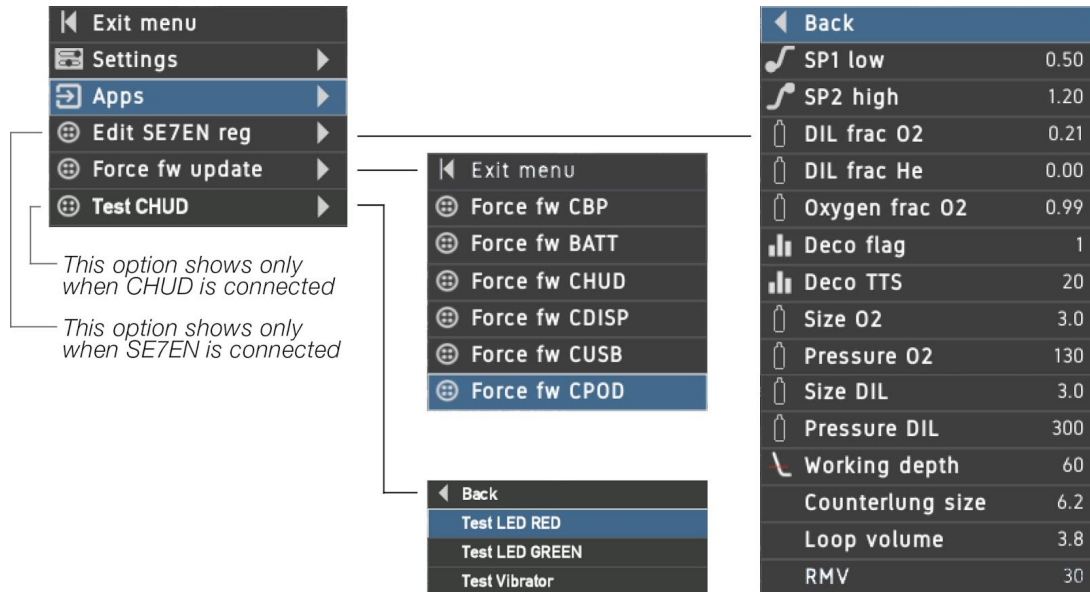 Exit menu
Settings
Apps
Edit SE7EN reg
Force fw update
Test CHUD
This option shows only
when CHUD is connected
This option shows only
when SE7EN is connected
Exit menu
Force fw CBP
Force fw BATT
Force fw CHUD
Force fw CDISP
Force fw CUSB
Force fw CPOD
Back
Test LED RED
Test LED GREEN
Test Vibrator
Back
SP1 low 0.50
SP2 high 1.20
DIL frac O2 0.21
DIL frac He 0.00
Oxygen frac O2 0.99
Deco flag 1
Deco TTS 20
Size O2 3.0
Pressure O2 130
Size DIL 3.0
Pressure DIL 300
Working depth 60
Counterlung size 6.2
Loop volume 3.8
RMV 30